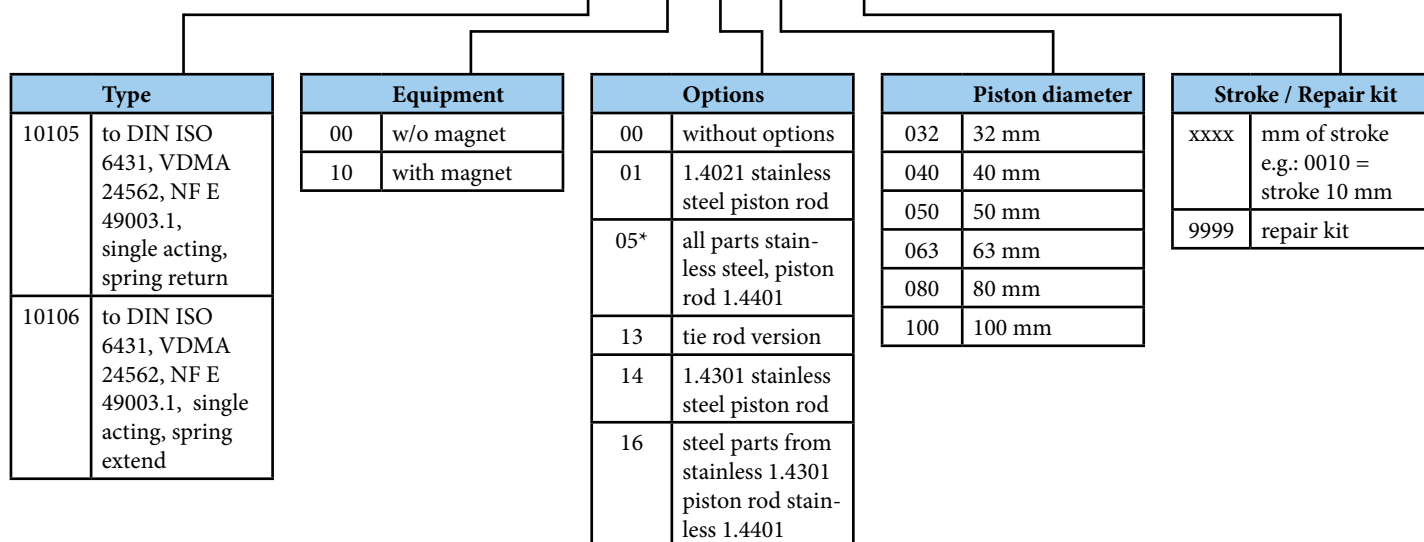 Type
10105
to DIN ISO
6431, VDMA
24562, NF E
49003.1,
single acting,
spring return
10106
to DIN ISO
6431, VDMA
24562, NF E
49003.1, single
acting, spring
extend
Equipment
00 w/o magnet
10 with magnet
Options
00 without options
01 1.4021 stainless
steel piston rod
05* all parts stain-
less steel, piston
rod 1.4401
13 tie rod version
14 1.4301 stainless
steel piston rod
16 steel parts from
stainless 1.4301
piston rod stain-
less 1.4401
Piston diameter
032 32 mm
040 40 mm
050 50 mm
063 63 mm
080 80 mm
100 100 mm
Stroke / Repair kit
xxxx mm of stroke
e.g.: 0010 =
stroke 10 mm
9999 repair kit